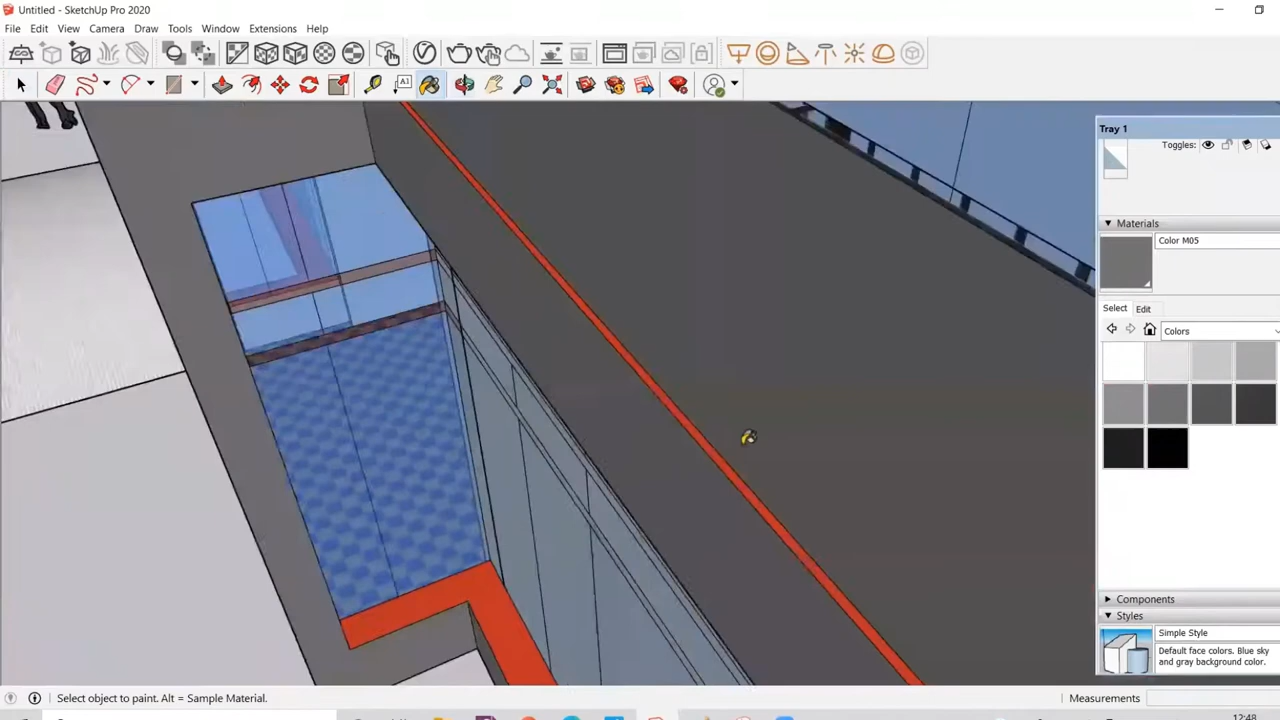 Untitled - SketchUp Pro 2020
File Edit View Camera Draw Tools Window Extensions Help
A1
Tray 1
Toggles:
Materials
Color M05
Select Edit
Colors
Components
Styles
Simple Style
Default face colors. Blue sky
and gray background color.
Select object to paint. Alt = Sample Material.
Measurements
12:48